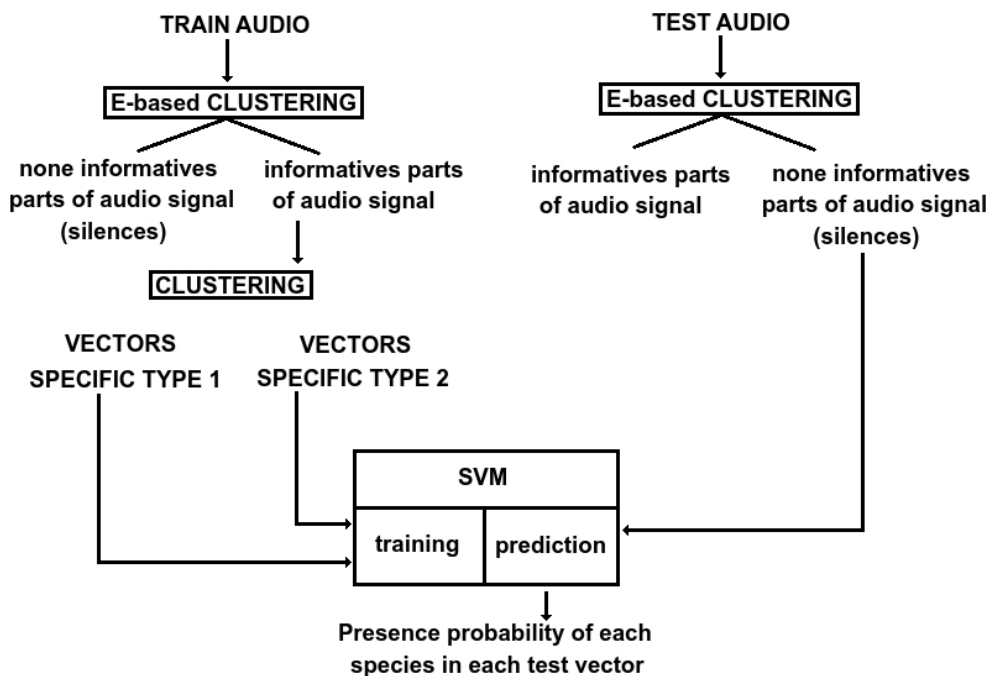 TRAIN AUDIO
E-based CLUSTERING
none informatives
parts of audio signal
(silences)
informatives parts
of audio signal
CLUSTERING
VECTORS
SPECIFIC TYPE 1
VECTORS
SPECIFIC TYPE 2
TEST AUDIO
E-based CLUSTERING
informatives parts
of audio signal
none informatives
parts of audio signal
(silences)
SVM
training
prediction
Presence probability of each
species in each test vector